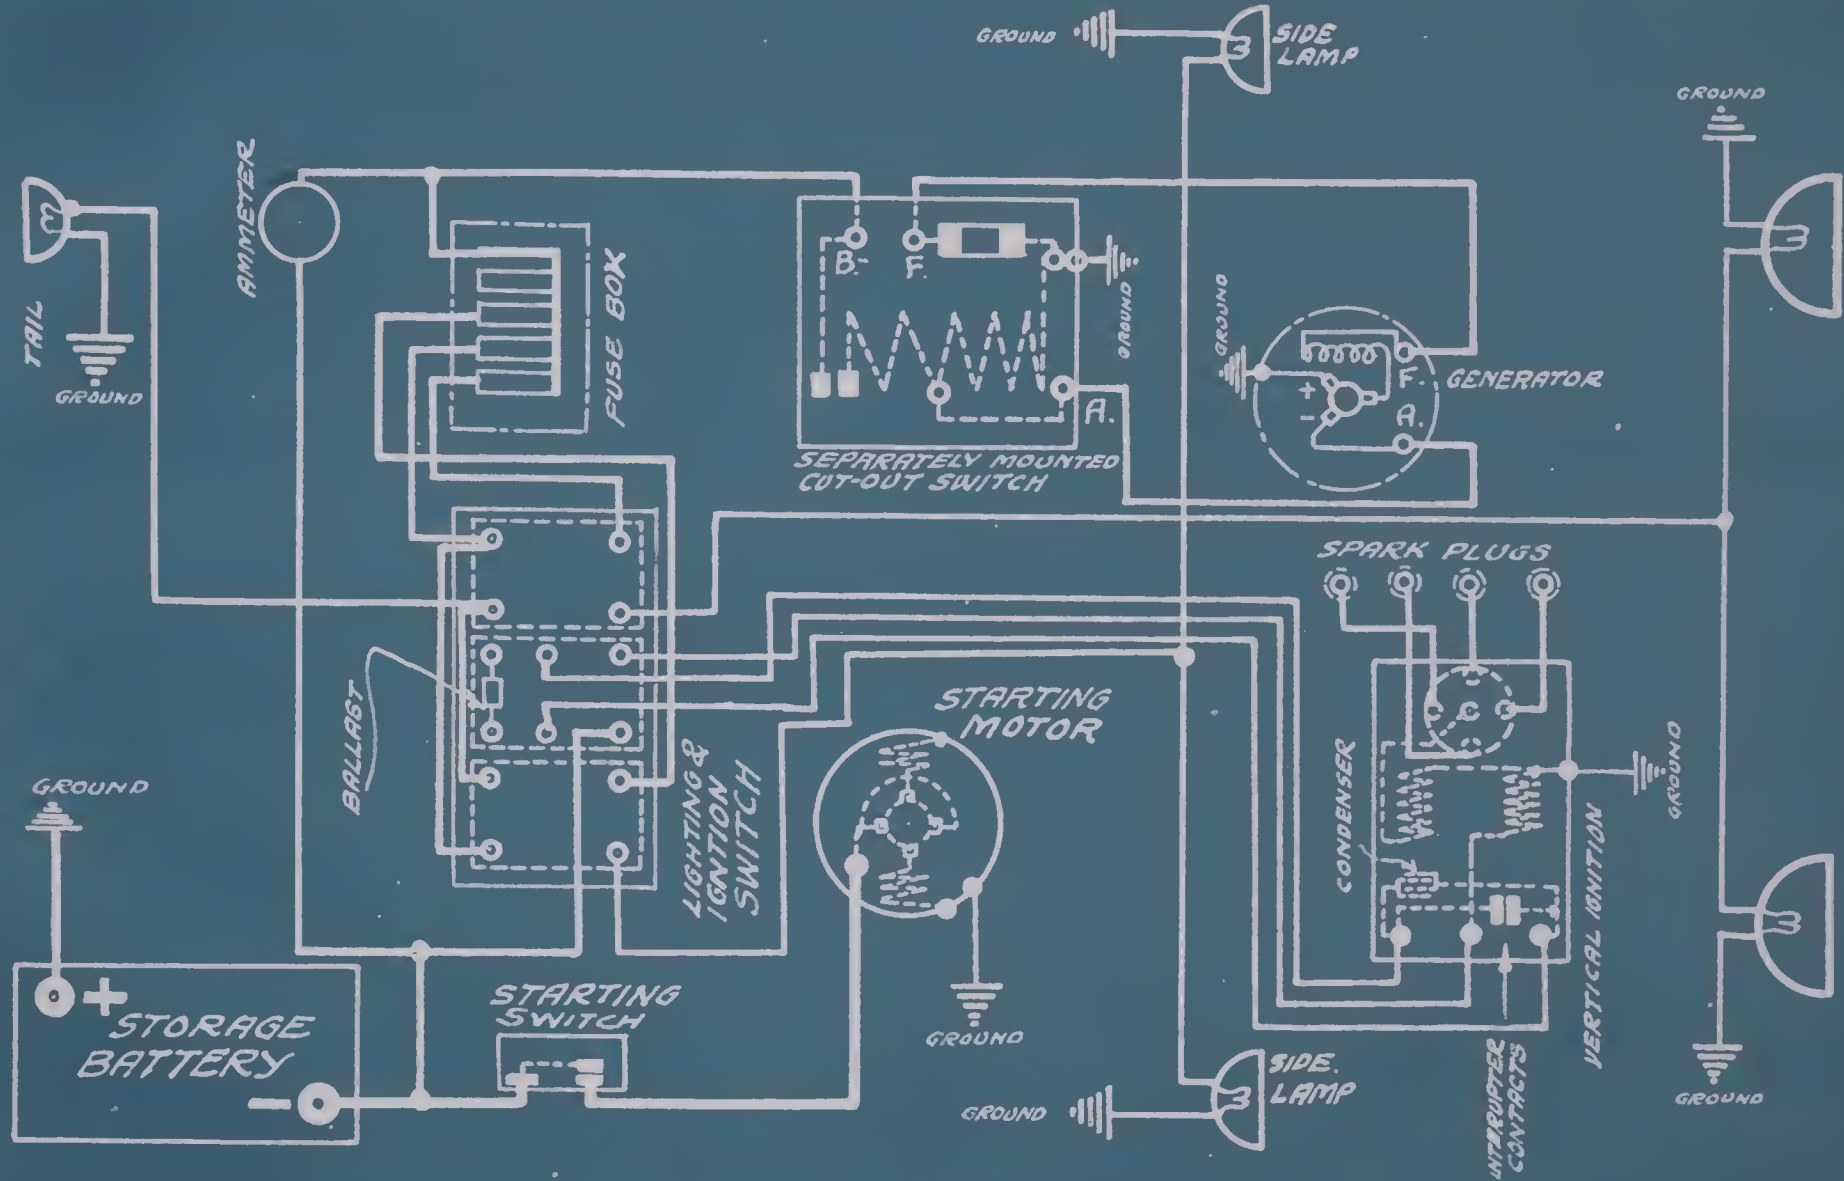 GROUND
SIDE
LAMP
GROUND
AMMETER
TAIL
GROUND
FUSE BOX
B-
F.
GROUND
A.
SEPARATELY MOUNTED
CUT-OUT SWITCH
GROUND
+
-
F.
A.
GENERATOR
SPARK PLUGS
BALLAST
LIGHTING &
IGNITION
SWITCH
STARTING
MOTOR
GROUND
CONDENSER
GROUND
VERTICAL IGNITION
INTERRUPTER
CONTACTS
GROUND
+
STORAGE
BATTERY
-
STARTING
SWITCH
GROUND
GROUND
SIDE.
LAMP
GROUND